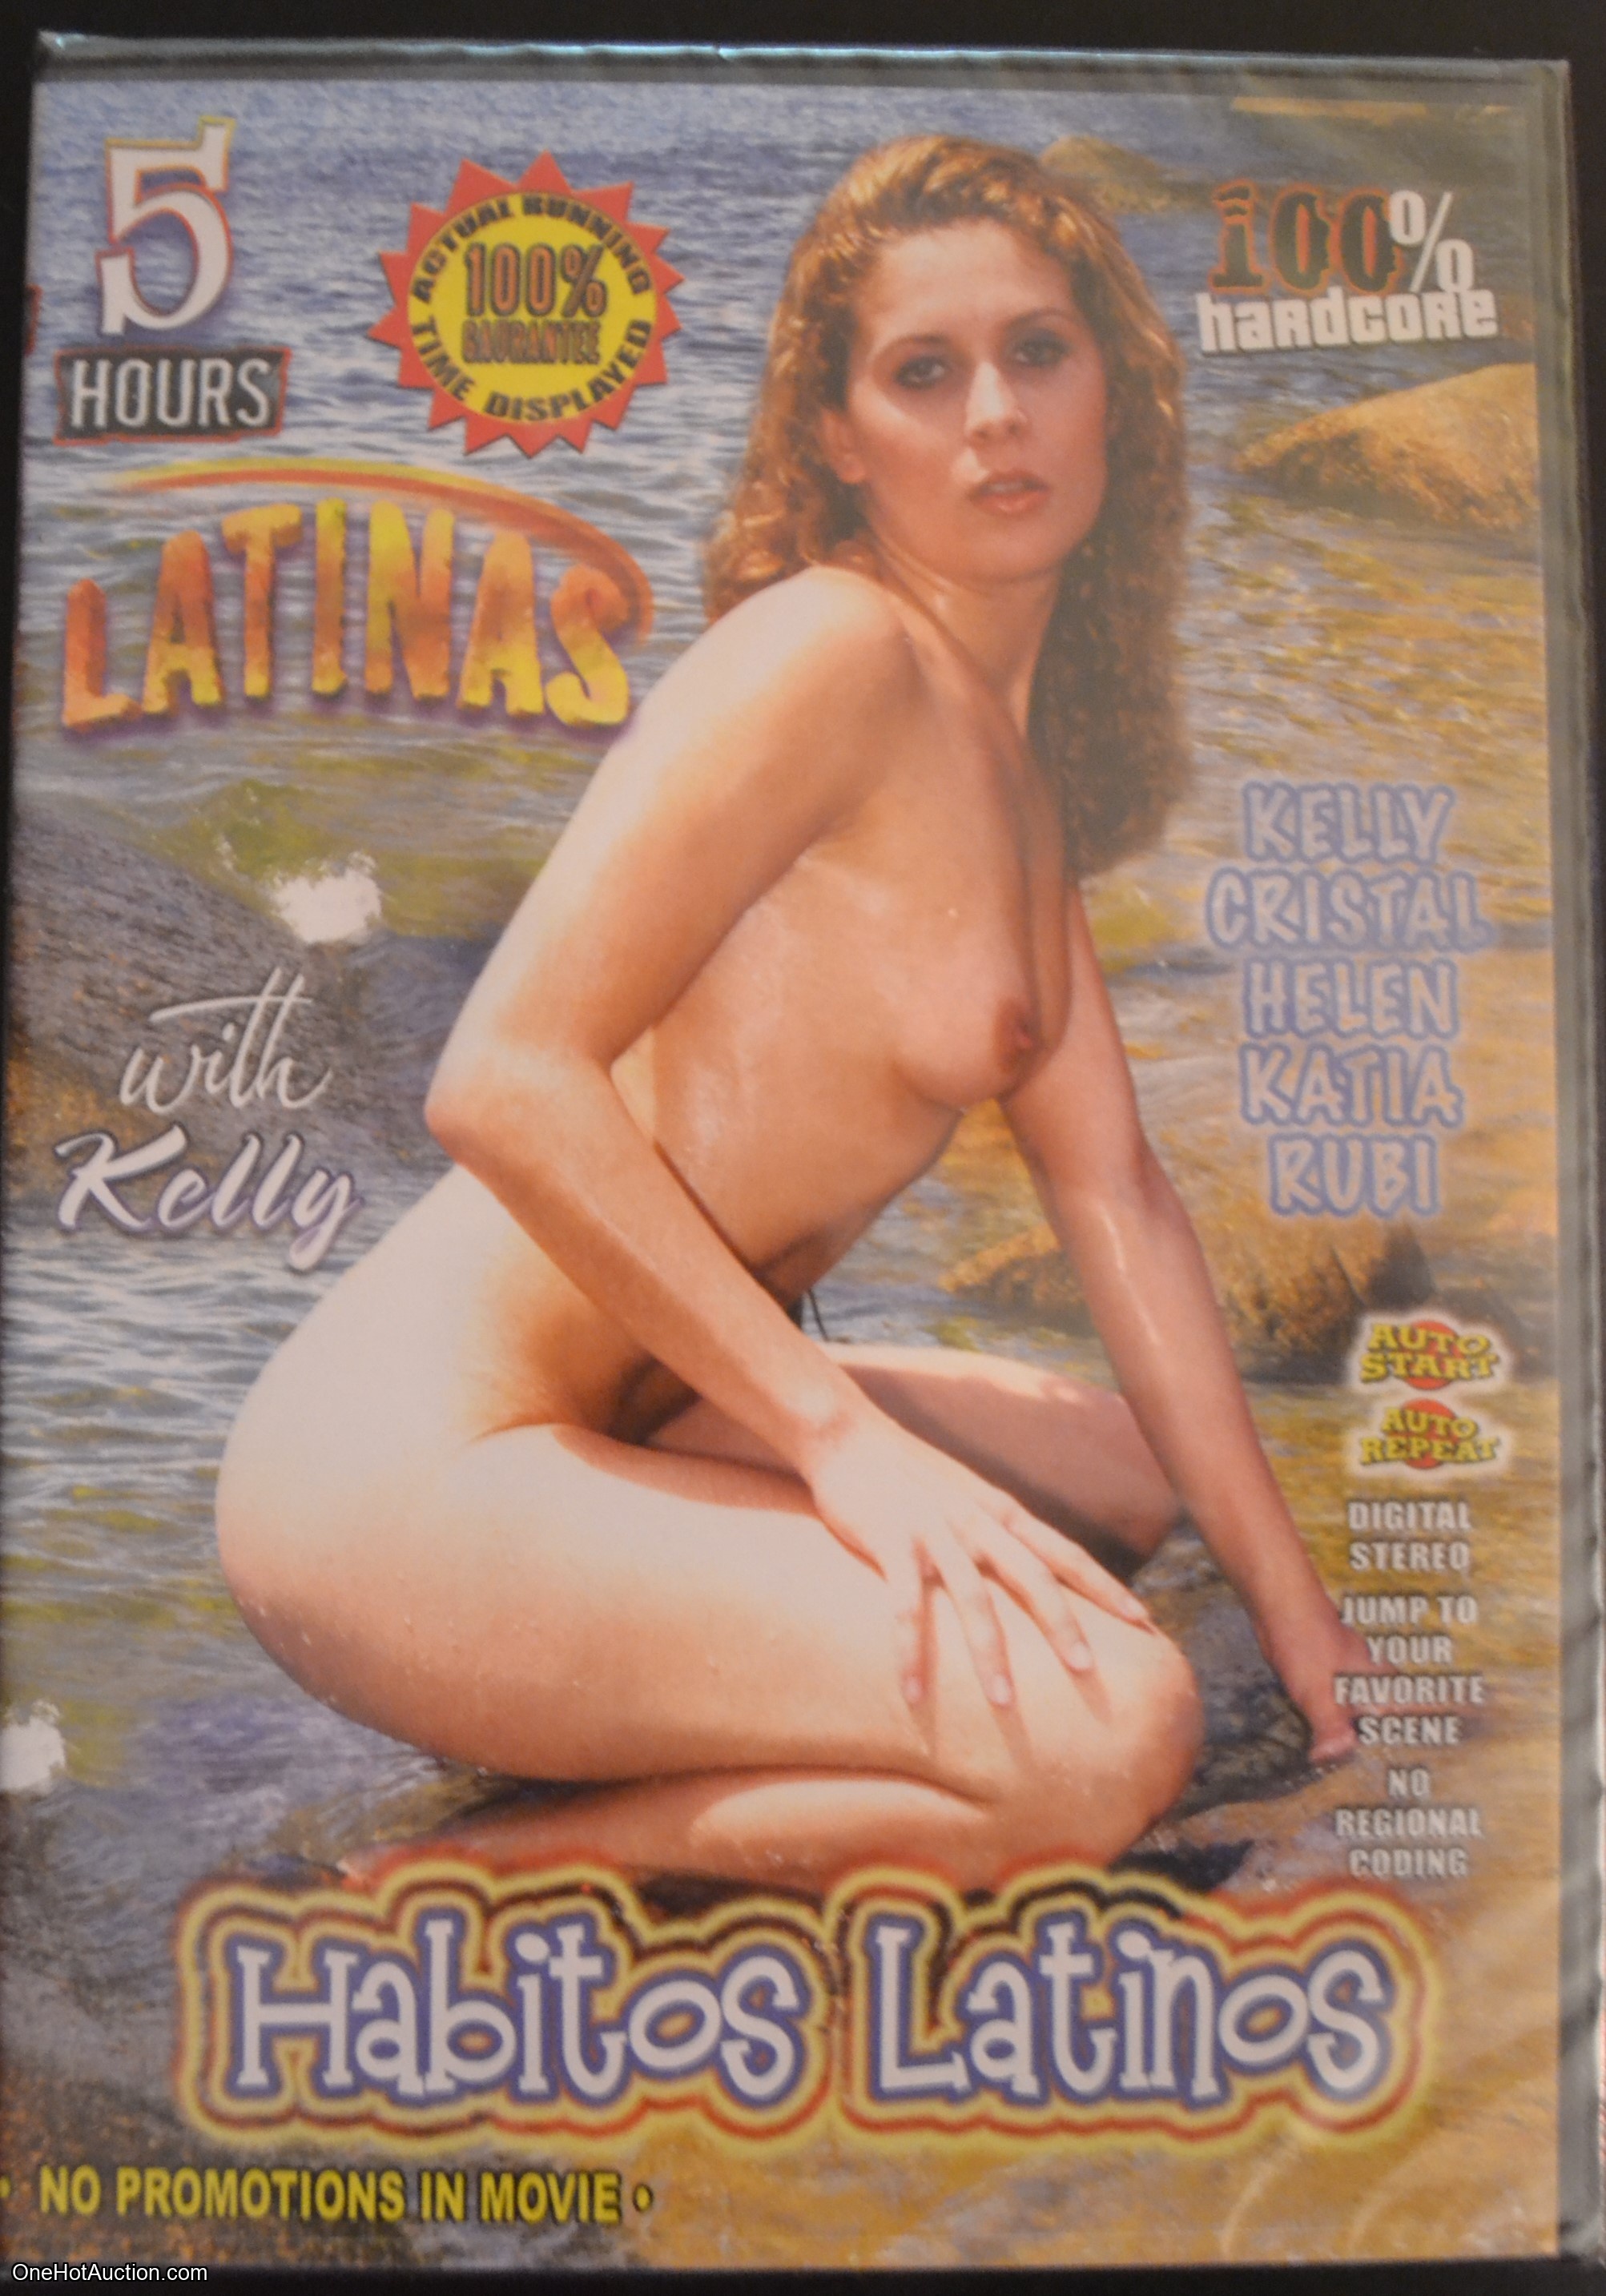 5
HOURS
ACTUAL RUNNING
100%
GAURANTEE
TIME DISPLAYED
100%
HARDCORE
LATINAS
with
Kelly
KELLY
CRISTAL
HELEN
KATIA
RUBI
AUTO
START
AUTO
REPEAT
DIGITAL
STEREO
JUMP TO
YOUR
FAVORITE
SCENE
NO
REGIONAL
CODING
Habitos Latinos
• NO PROMOTIONS IN MOVIE •
OneHotAuction.com